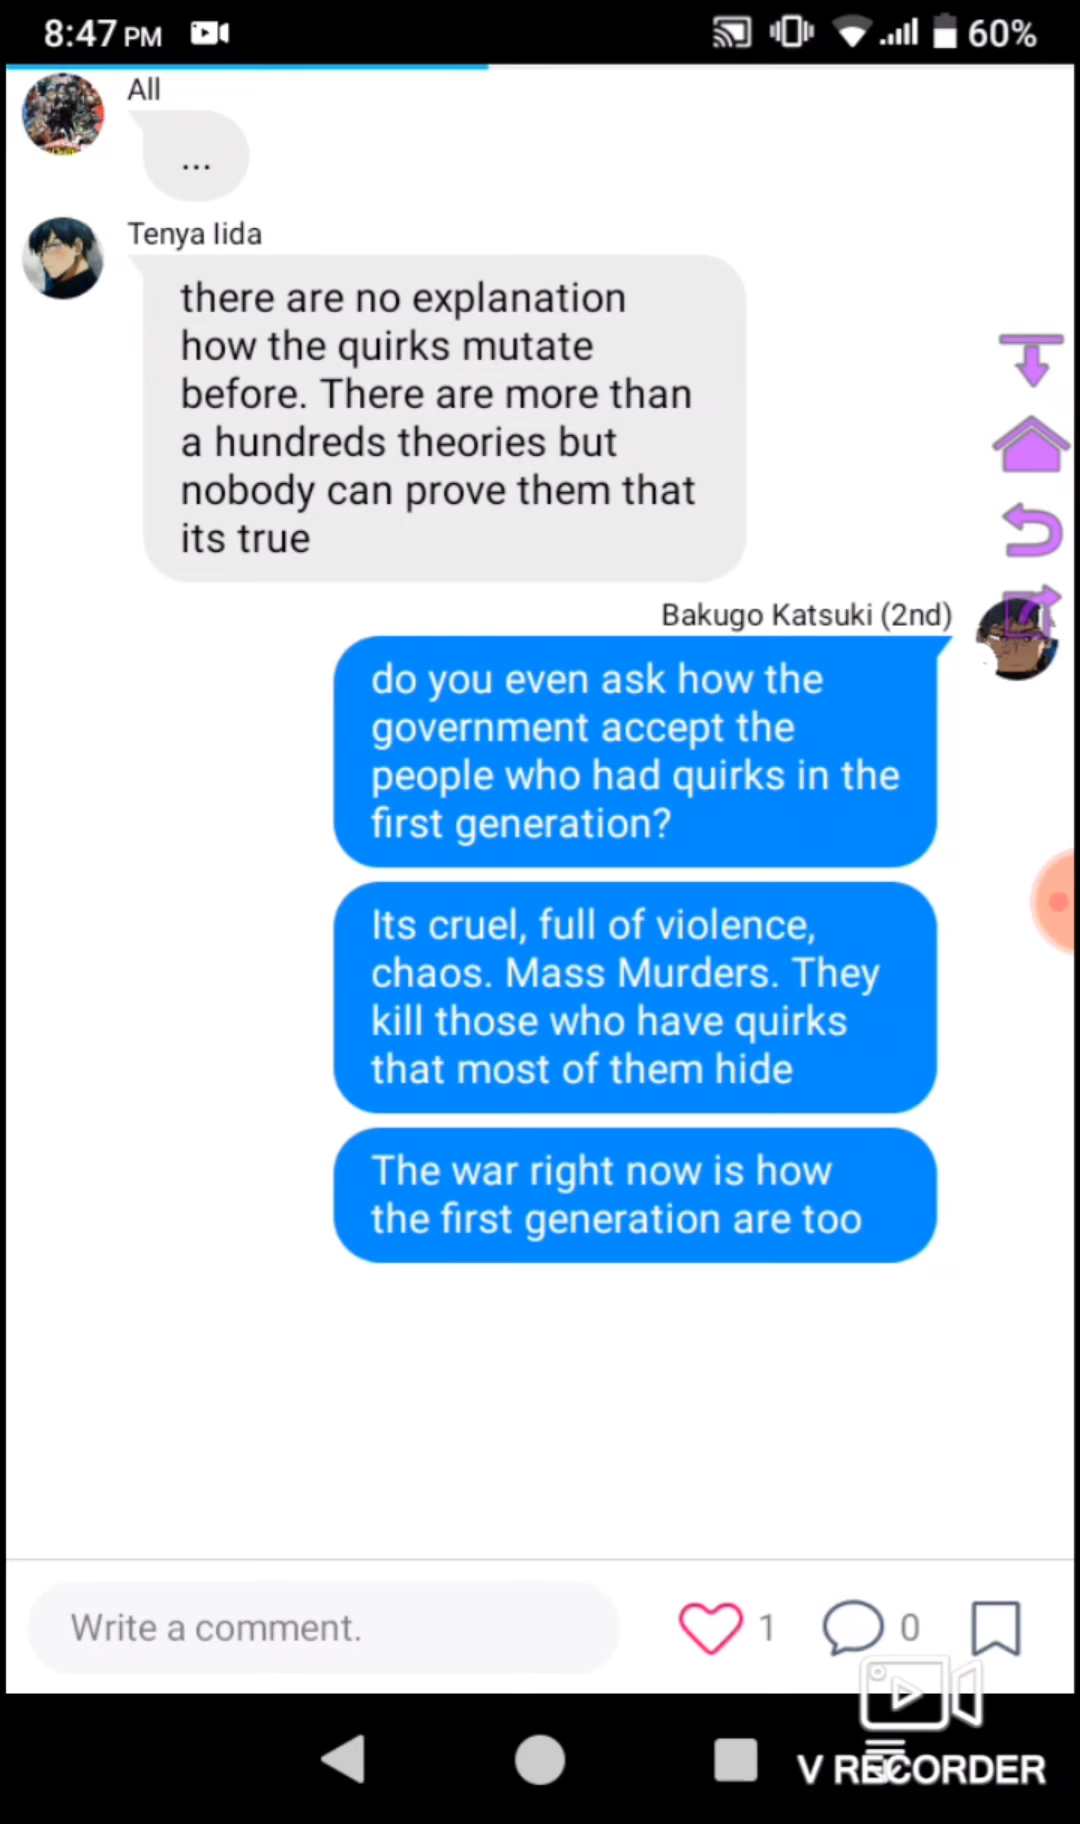 8:47 PM
60%
All
...
Tenya Iida
there are no explanation
how the quirks mutate
before. There are more than
a hundreds theories but
nobody can prove them that
its true
Bakugo Katsuki (2nd)
do you even ask how the
government accept the
people who had quirks in the
first generation?
Its cruel, full of violence,
chaos. Mass Murders. They
kill those who have quirks
that most of them hide
The war right now is how
the first generation are too
Write a comment.
1
0
V RECORDER